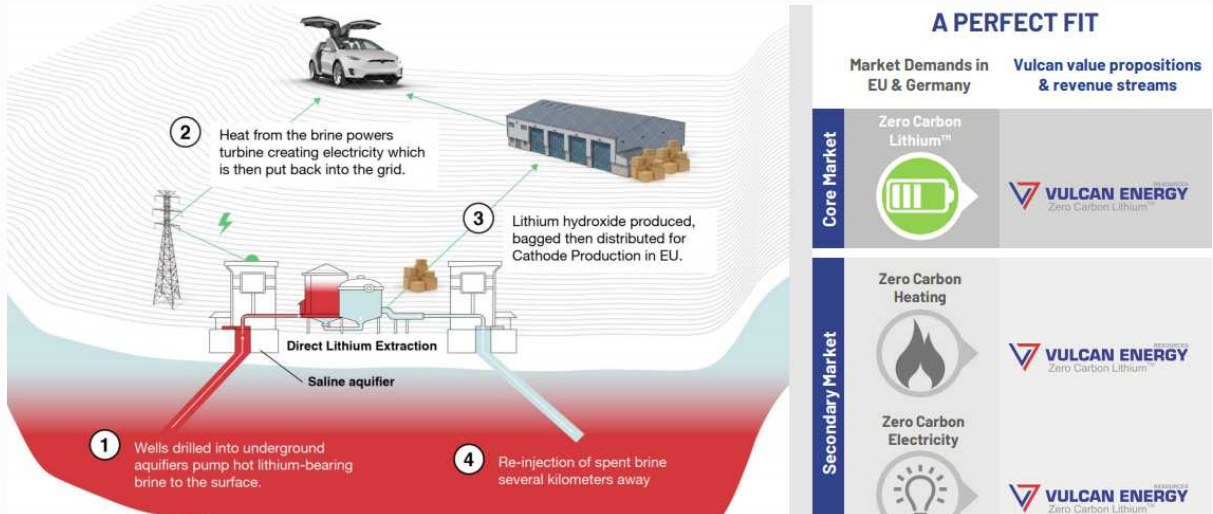 2
Heat from the brine powers
turbine creating electricity which
is then put back into the grid.
3
Lithium hydroxide produced,
bagged then distributed for
Cathode Production in EU.
Direct Lithium Extraction
Saline aquifier
1
Wells drilled into underground
aquifiers pump hot lithium-bearing
brine to the surface.
4
Re-injection of spent brine
several kilometers away
A PERFECT FIT
Market Demands in
EU & Germany
Vulcan value propositions
& revenue streams
Core Market
Zero Carbon
Lithium™
VULCAN ENERGY
RESOURCES
Zero Carbon Lithium™
Secondary Market
Zero Carbon
Heating
VULCAN ENERGY
RESOURCES
Zero Carbon Lithium™
Zero Carbon
Electricity
VULCAN ENERGY
RESOURCES
Zero Carbon Lithium™